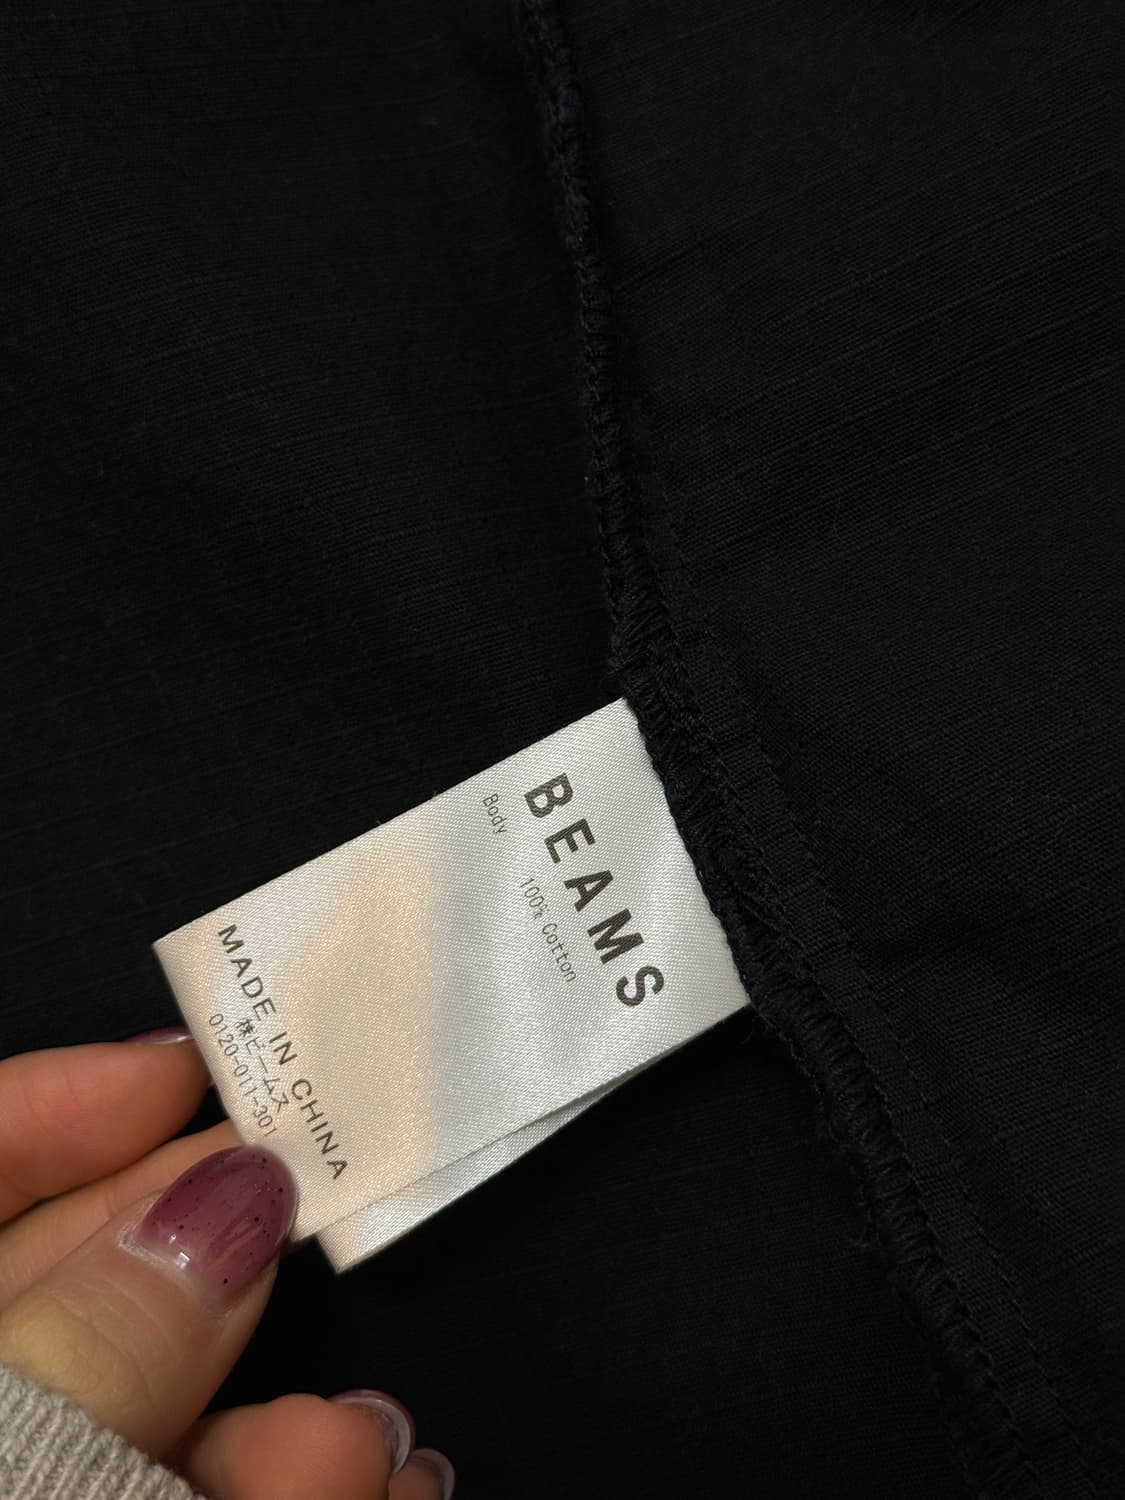 BEAMS
Body
100% Cotton
MADE IN CHINA
㈱ビームス
0120-011-301